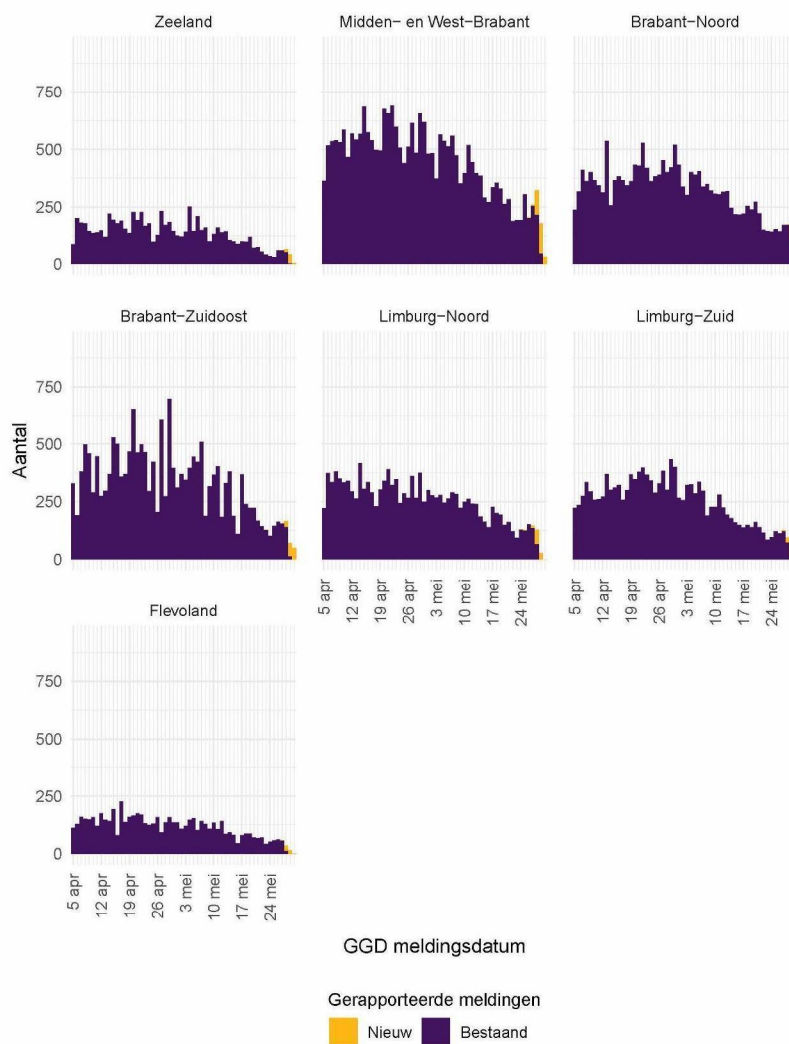 Zeeland
Midden- en West-Brabant
Brabant-Noord
750
500
250
0
Brabant-Zuidoost
Limburg-Noord
Limburg-Zuid
Aantal
750
500
250
0
5 apr
12 apr
19 apr
26 apr
3 mei
10 mei
17 mei
24 mei
5 apr
12 apr
19 apr
26 apr
3 mei
10 mei
17 mei
24 mei
Flevoland
750
500
250
0
5 apr
12 apr
19 apr
26 apr
3 mei
10 mei
17 mei
24 mei
GGD meldingsdatum
Gerapporteerde meldingen
Nieuw Bestaand